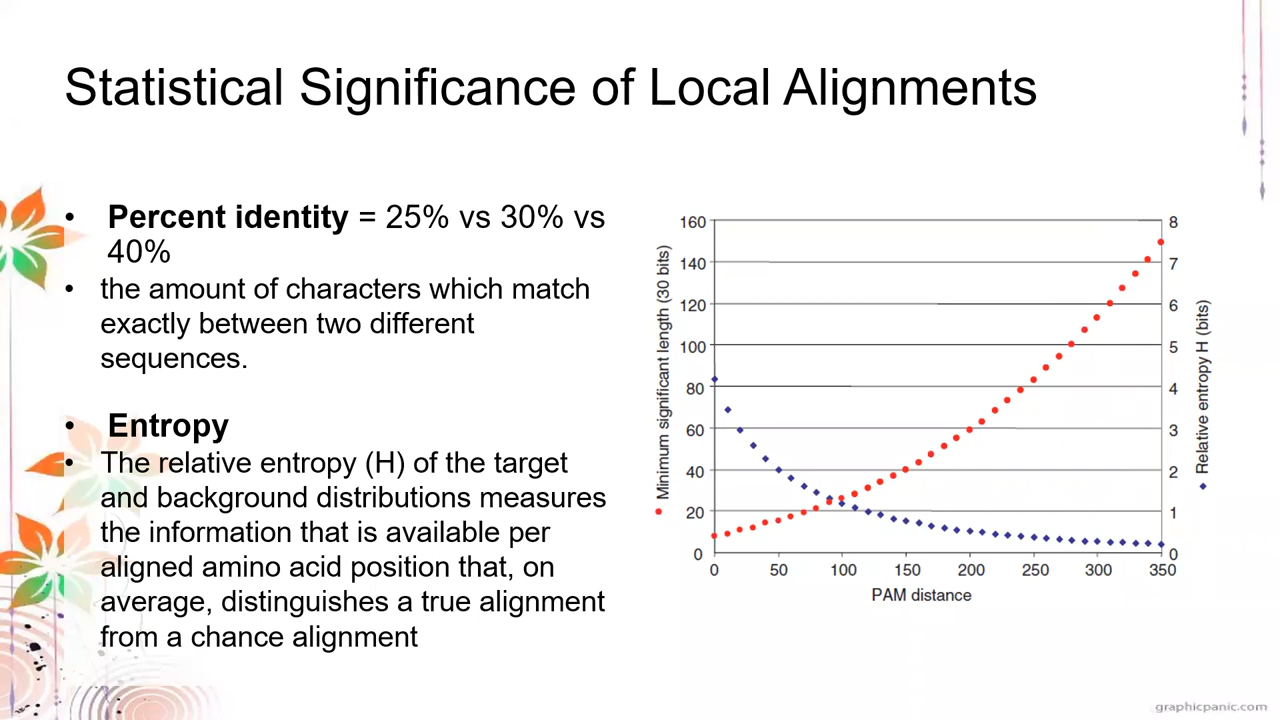 Statistical Significance of Local Alignments
• Percent identity = 25% vs 30% vs
40%
• the amount of characters which match
exactly between two different
sequences.
• Entropy
• The relative entropy (H) of the target
and background distributions measures
the information that is available per
aligned amino acid position that, on
average, distinguishes a true alignment
from a chance alignment
Minimum significant length (30 bits)
160
140
120
100
80
60
40
20
0
8
7
6
5
4
3
2
1
0
Relative entropy H (bits)
0 50 100 150 200 250 300 350
PAM distance
graphicpanic.com